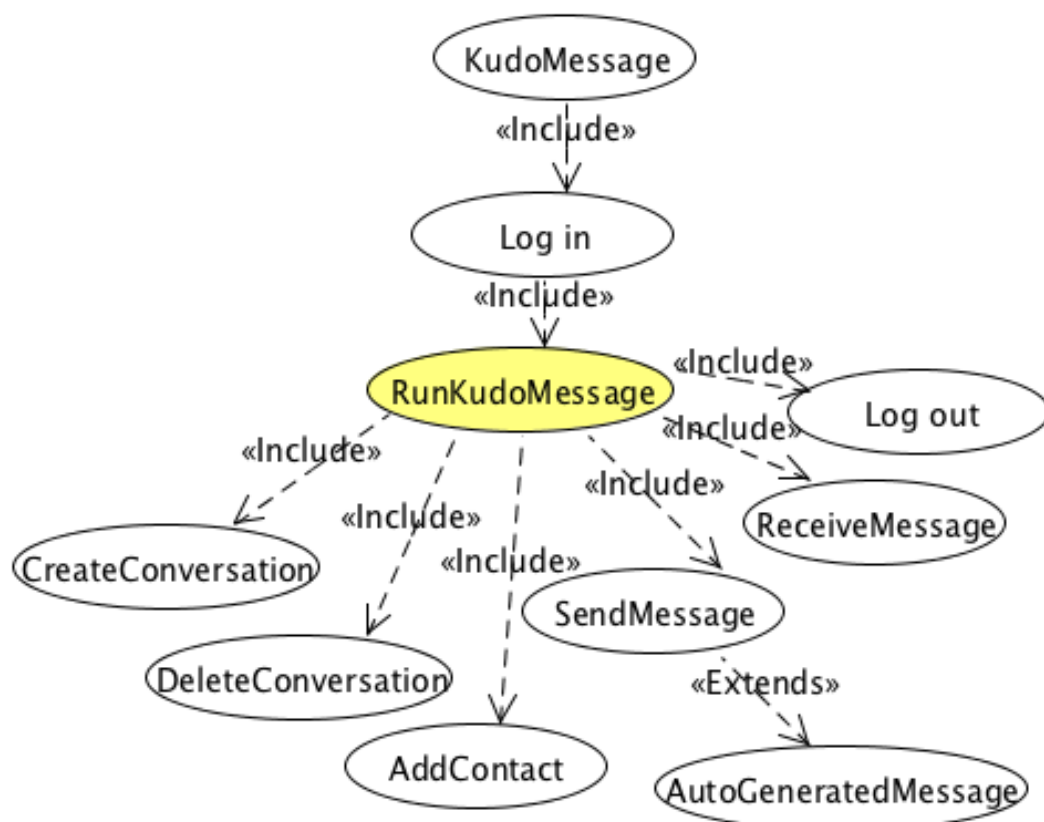 KudoMessage
«Include»
Log in
«Include»
RunKudoMessage
«Include»
Log out
«Include»
«Include»
«Include»
ReceiveMessage
«Include»
«Include»
CreateConversation
SendMessage
DeleteConversation
«Extends»
AddContact
AutoGeneratedMessage